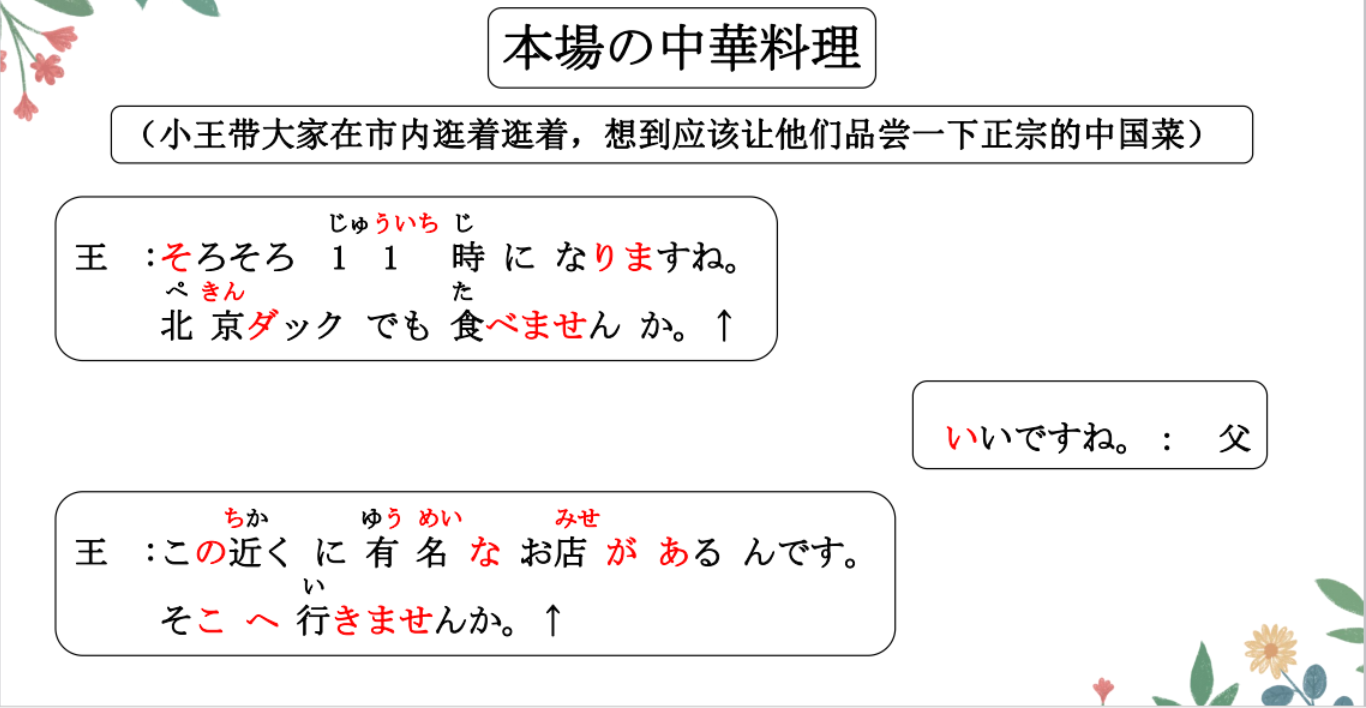 本場の中華料理
（小王带大家在市内逛着逛着，想到应该让他们品尝一下正宗的中国菜）
じゅういち じ
王　：そろそろ　１１　時 に なりますね。
ぺ きん　た
北 京ダック でも 食べません か。↑
いいですね。：　父
ちか　ゆう めい　みせ
王　：この近く に 有 名 な お店 が ある んです。
い
そこ へ 行きませんか。↑